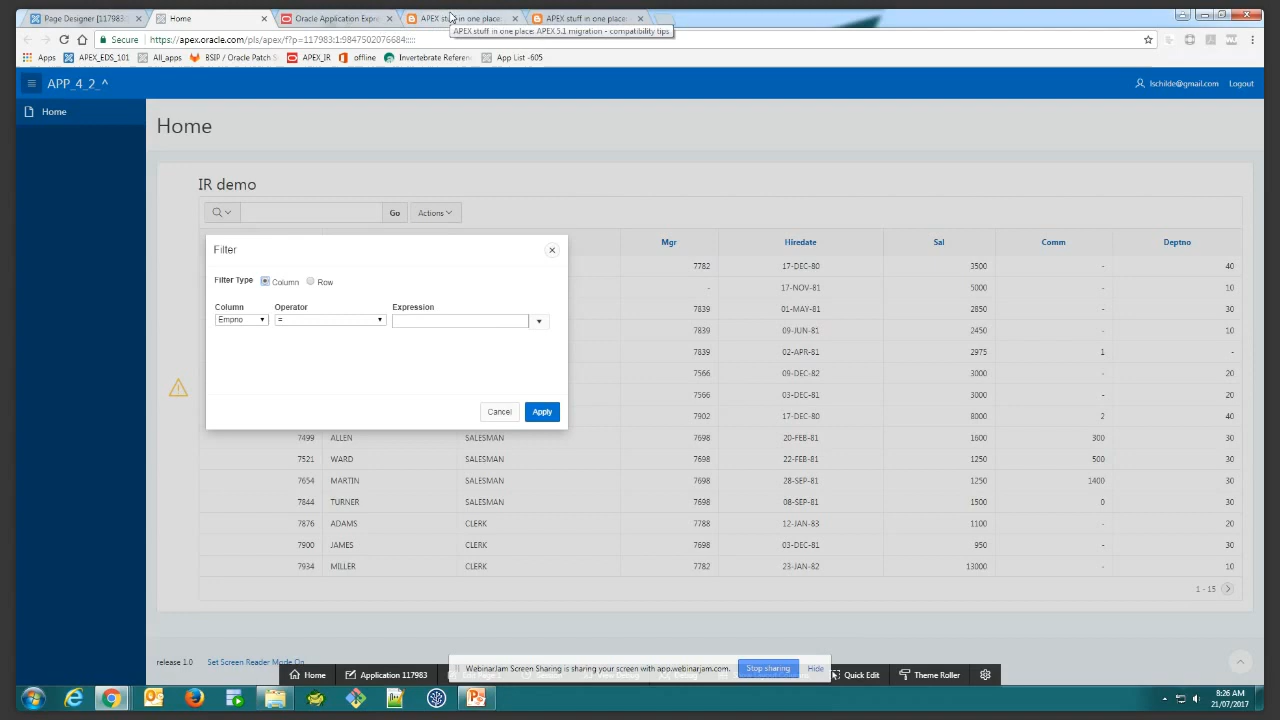 Page Designer [117983:1
Home
Oracle Application Expre
APEX stuff in one place:
APEX stuff in one place:
APEX stuff in one place: APEX 5.1 migration - compatibility tips
Secure https://apex.oracle.com/pls/apex/f?p=117983:1:9847502076684:::::
Apps APEX_EDS_101 All_apps BSIP / Oracle Patch S APEX_IR offline Invertebrate Referen App List -605
APP_4_2_^ lschilde@gmail.com Logout
Home
Home
IR demo
Go Actions
Filter
Filter Type Column Row
Column Operator Expression
Empno =
Cancel Apply
Mgr Hiredate Sal Comm Deptno
7782 17-DEC-80 3500 - 40
- 17-NOV-81 5000 - 10
7839 01-MAY-81 2850 - 30
7839 09-JUN-81 2450 - 10
7839 02-APR-81 2975 1 -
7566 09-DEC-82 3000 - 20
7566 03-DEC-81 3000 - 20
7902 17-DEC-80 8000 2 40
7499 ALLEN SALESMAN 7698 20-FEB-81 1600 300 30
7521 WARD SALESMAN 7698 22-FEB-81 1250 500 30
7654 MARTIN SALESMAN 7698 28-SEP-81 1250 1400 30
7844 TURNER SALESMAN 7698 08-SEP-81 1500 0 30
7876 ADAMS CLERK 7788 12-JAN-83 1100 - 20
7900 JAMES CLERK 7698 03-DEC-81 950 - 30
7934 MILLER CLERK 7782 23-JAN-82 13000 - 10
1 - 15
release 1.0 Set Screen Reader Mode On
WebinarJam Screen Sharing is sharing your screen with app.webinarjam.com. Stop sharing Hide
Home Application 117983 Edit Page 1 Session View Debug Debug Quick Edit Theme Roller
8:26 AM
21/07/2017